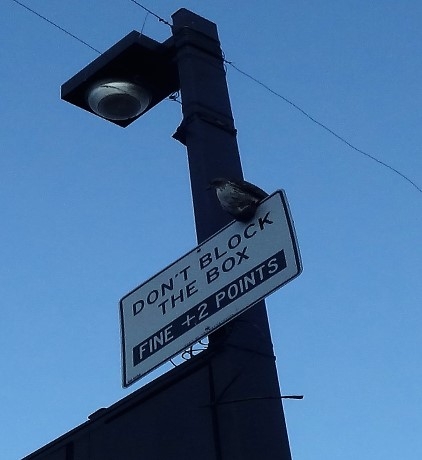 DON'T BLOCK
THE BOX
FINE +2 POINTS